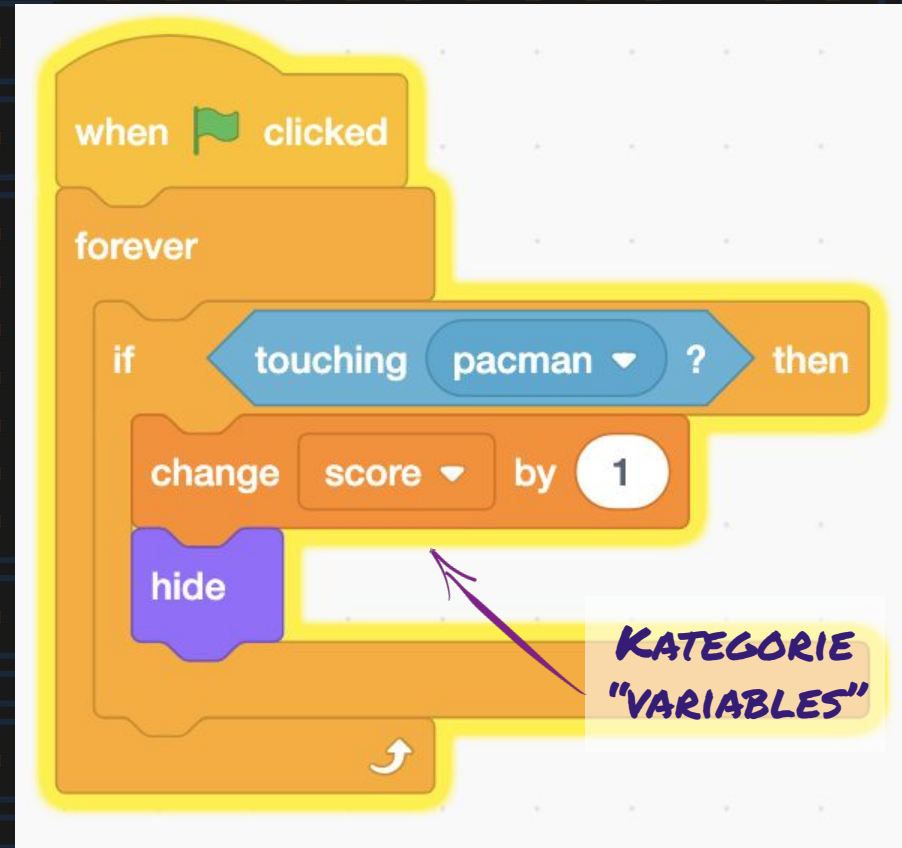 when clicked
forever
if touching pacman ? then
change score by 1
hide
KATEGORIE
"VARIABLES"